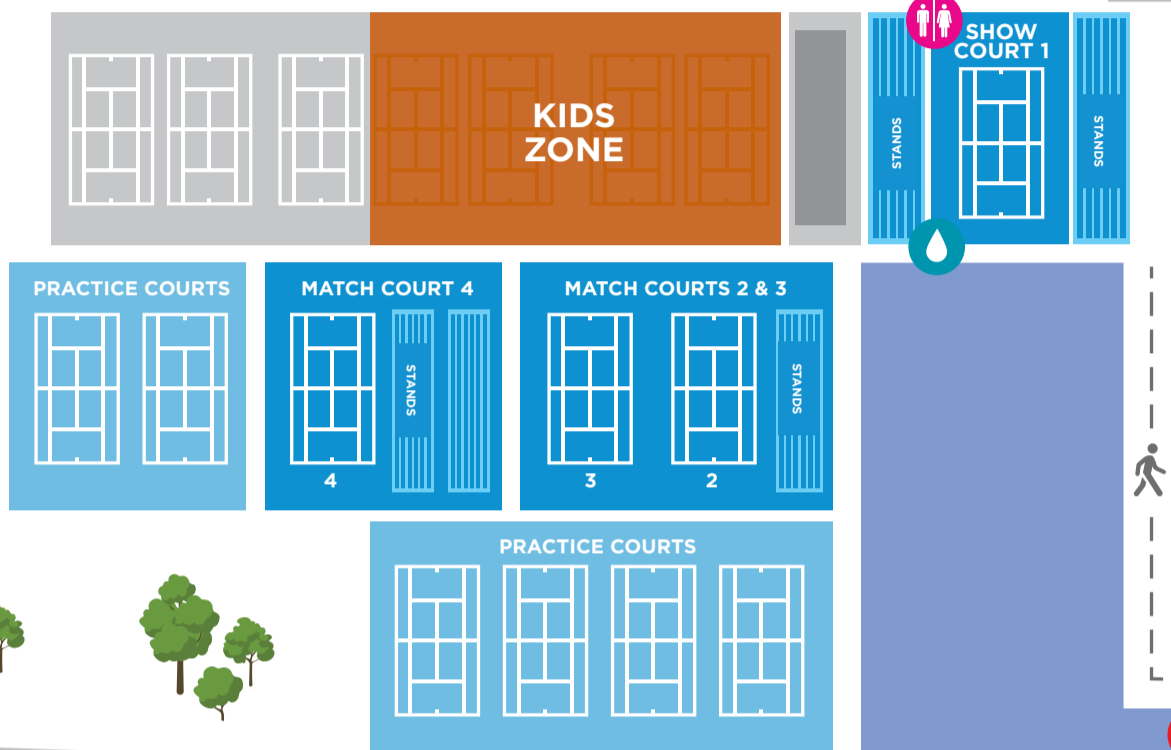 SHOW
COURT 1
STANDS
STANDS
KIDS
ZONE
PRACTICE COURTS
MATCH COURT 4
STANDS
4
MATCH COURTS 2 & 3
STANDS
3
2
PRACTICE COURTS